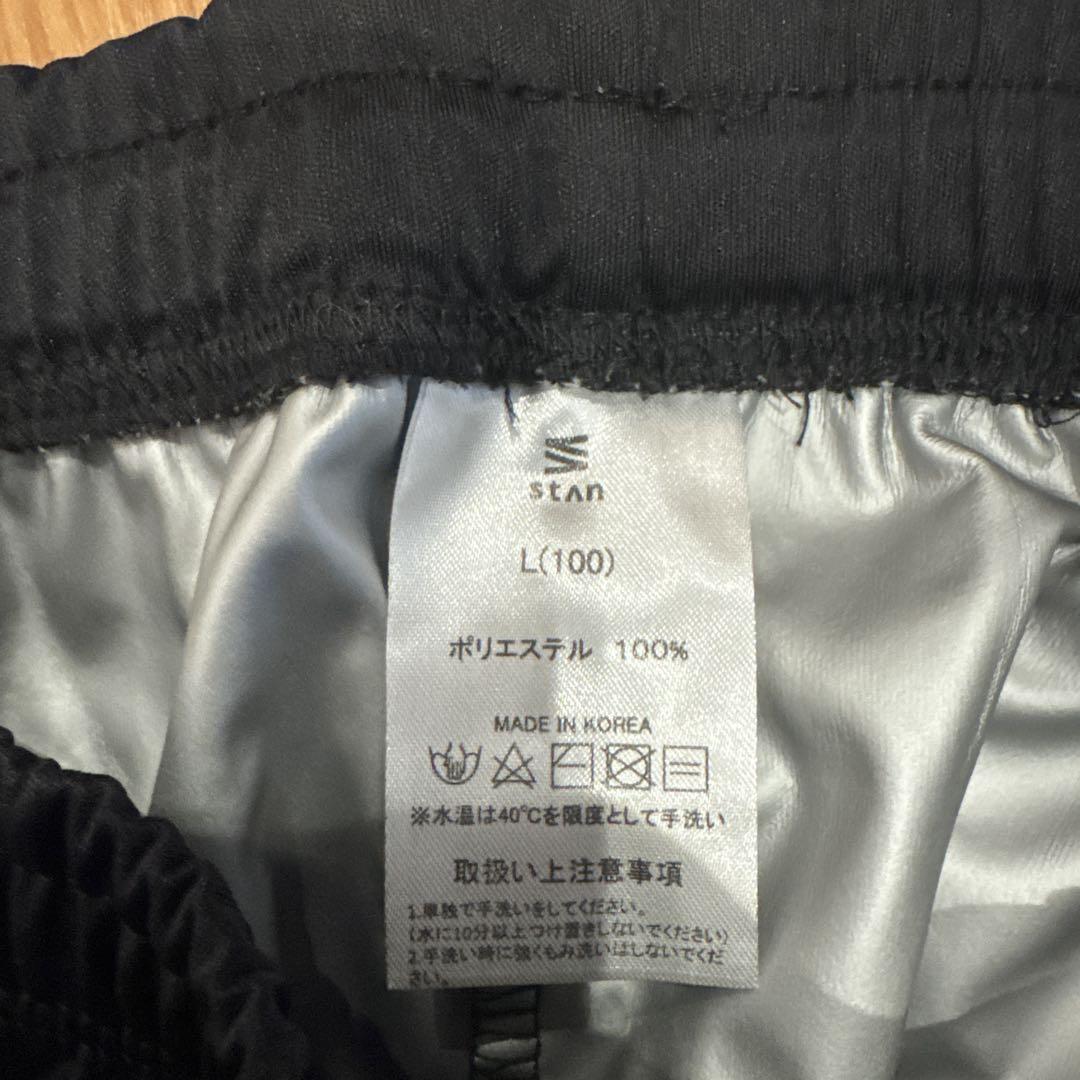 stan
L(100)
ポリエステル 100%
MADE IN KOREA
※水温は40℃を限度として手洗い
取扱い上注意事項
1.単独で手洗いをしてください。
(水に10分以上つけ置きしないでください)
2.手洗い時に強くもみ洗いはしないでくだ
さい。